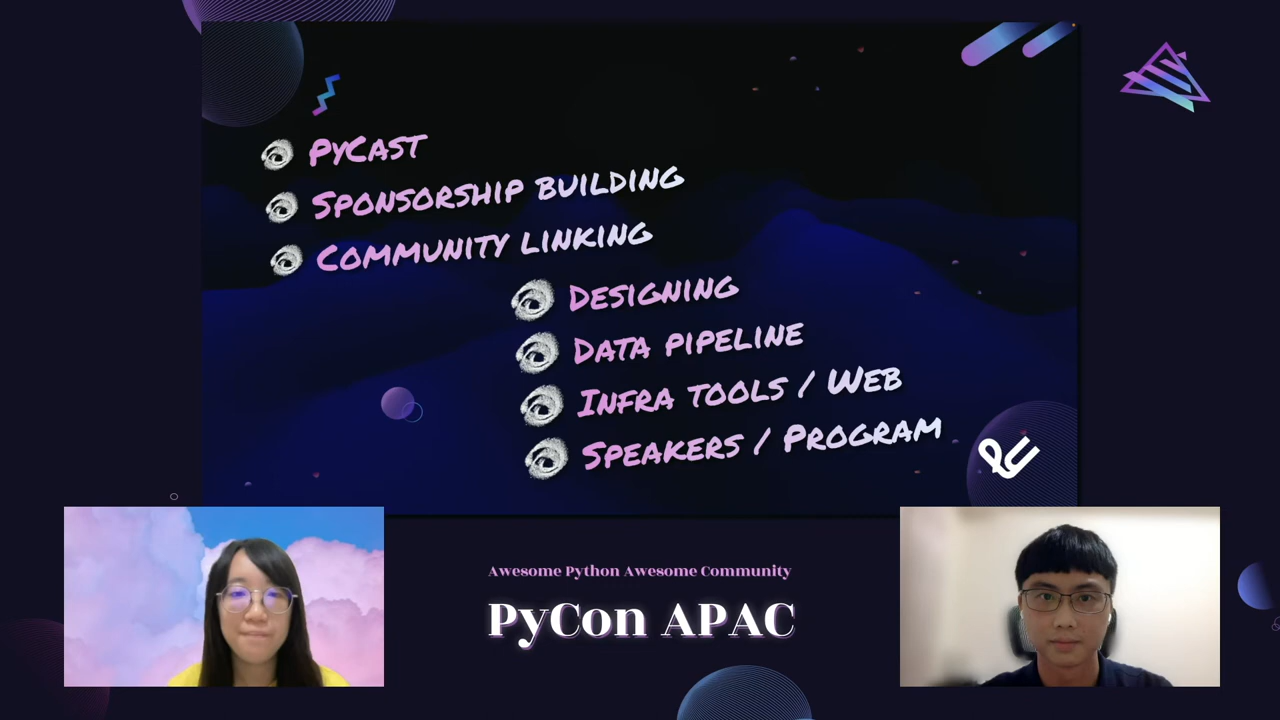 PyCast
Sponsorship building
Community linking
Designing
Data pipeline
Infra tools / Web
Speakers / Program
Awesome Python Awesome Community
PyCon APAC